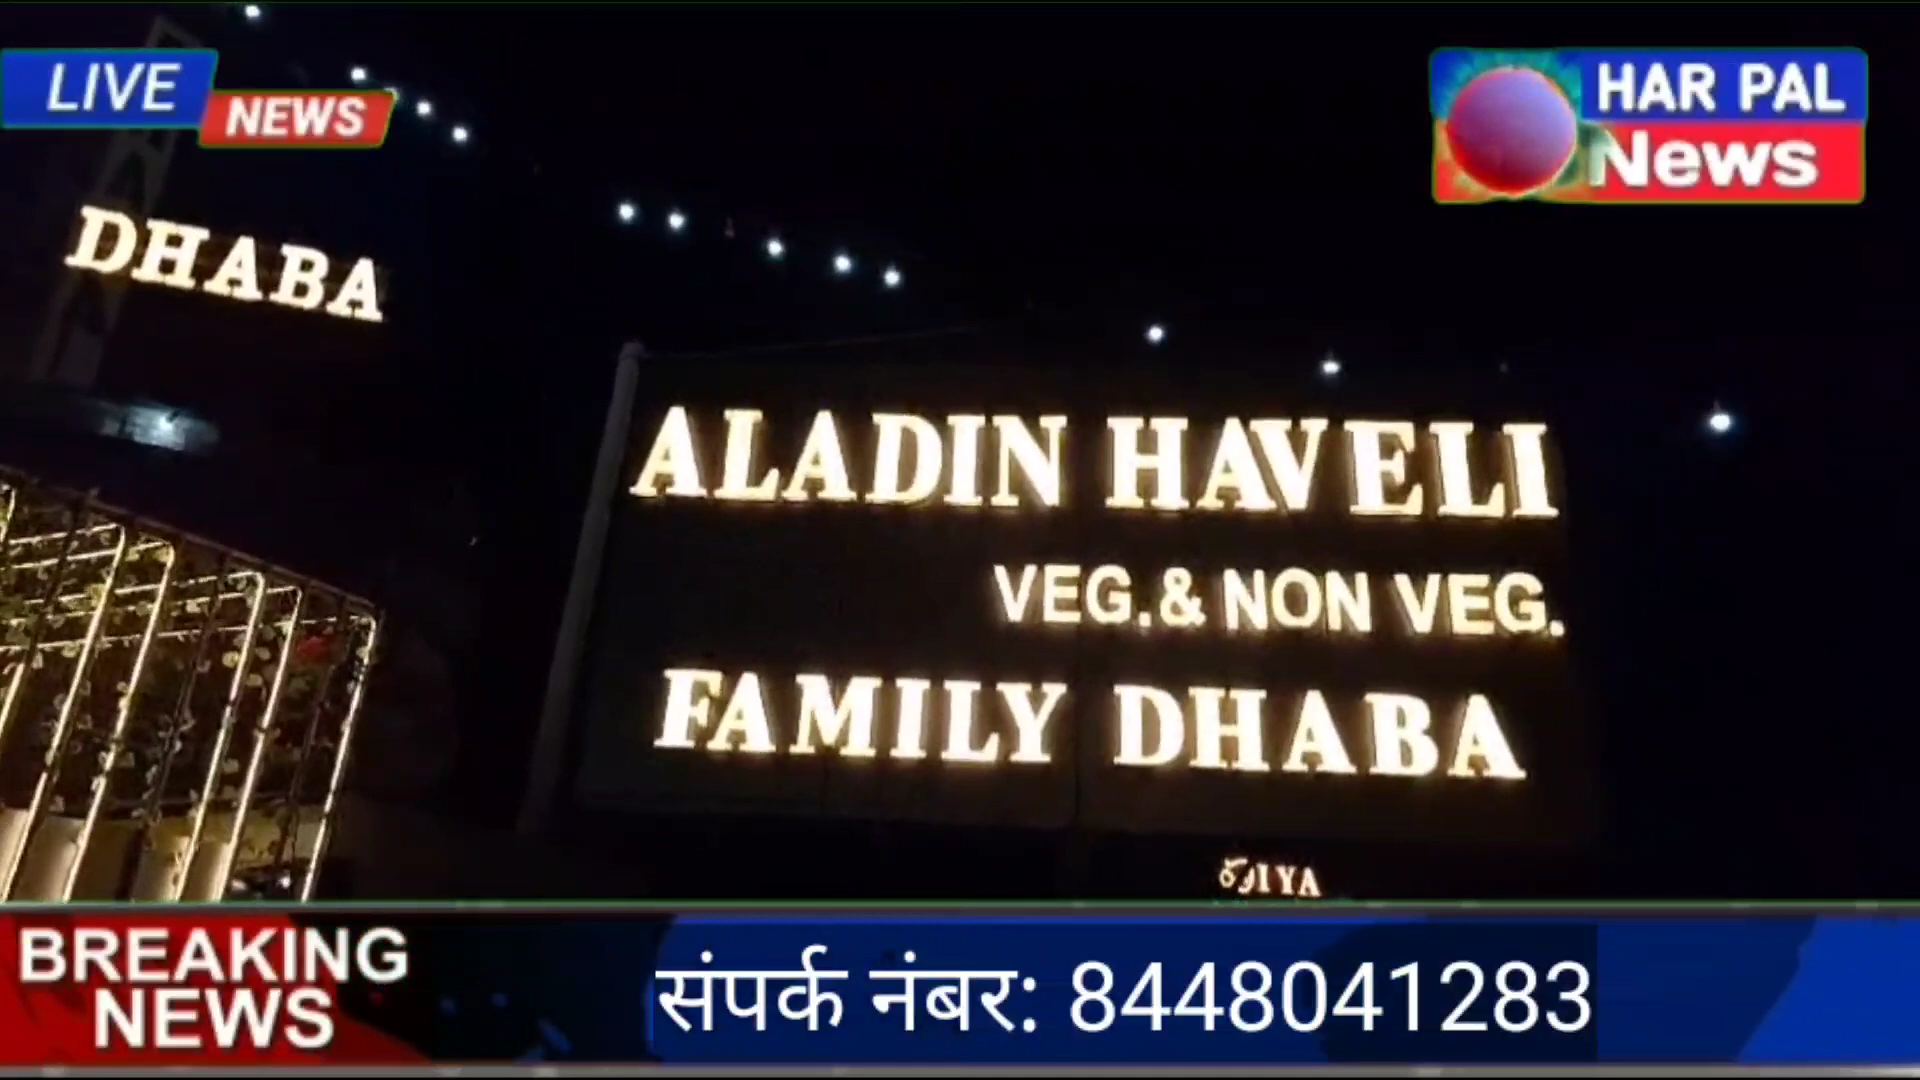 LIVE
NEWS
HAR PAL
News
DHABA
ALADIN HAVELI
VEG.& NON VEG.
FAMILY DHABA
BREAKING
NEWS
संपर्क नंबर: 8448041283